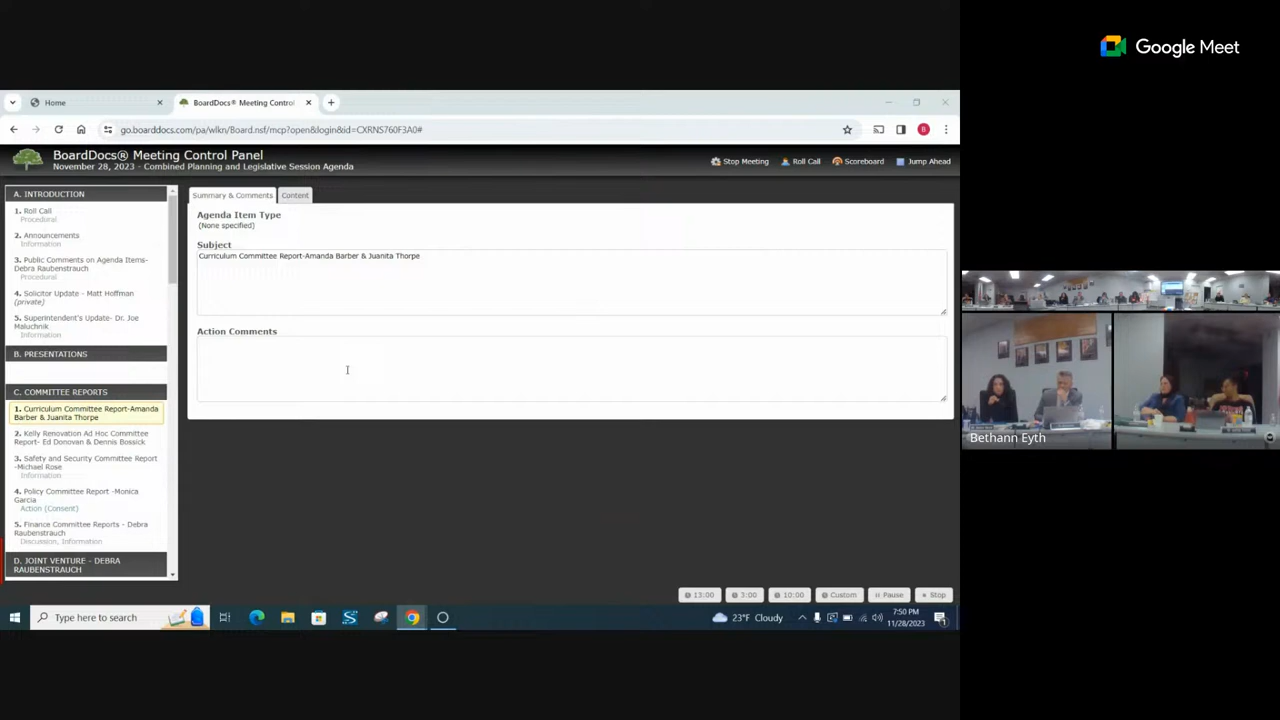 Google Meet
Home
BoardDocs® Meeting Control Panel
go.boarddocs.com/pa/wlkn/Board.nsf/mcp?open&login&id=CXRNS760F3A0#
BoardDocs® Meeting Control Panel
November 28, 2023 - Combined Planning and Legislative Session Agenda
Stop Meeting
Roll Call
Scoreboard
Jump Ahead
A. INTRODUCTION
1. Roll Call
Procedural
2. Announcements
Information
3. Public Comments on Agenda Items-
Debra Raubenstrauch
Procedural
4. Solicitor Update - Matt Hoffman
(private)
5. Superintendent's Update- Dr. Joe
Maluchnik
Information
B. PRESENTATIONS
C. COMMITTEE REPORTS
1. Curriculum Committee Report-Amanda
Barber & Juanita Thorpe
2. Kelly Renovation Ad Hoc Committee
Report- Ed Donovan & Dennis Bossick
3. Safety and Security Committee Report
-Michael Rose
Information
4. Policy Committee Report -Monica
Garcia
Action (Consent)
5. Finance Committee Reports - Debra
Raubenstrauch
Discussion, Information
D. JOINT VENTURE - DEBRA
RAUBENSTRAUCH
Summary & Comments
Content
Agenda Item Type
(None specified)
Subject
Curriculum Committee Report-Amanda Barber & Juanita Thorpe
Action Comments
13:00
3:00
10:00
Custom
Pause
Stop
Bethann Eyth
Type here to search
23°F Cloudy
7:50 PM
11/28/2023